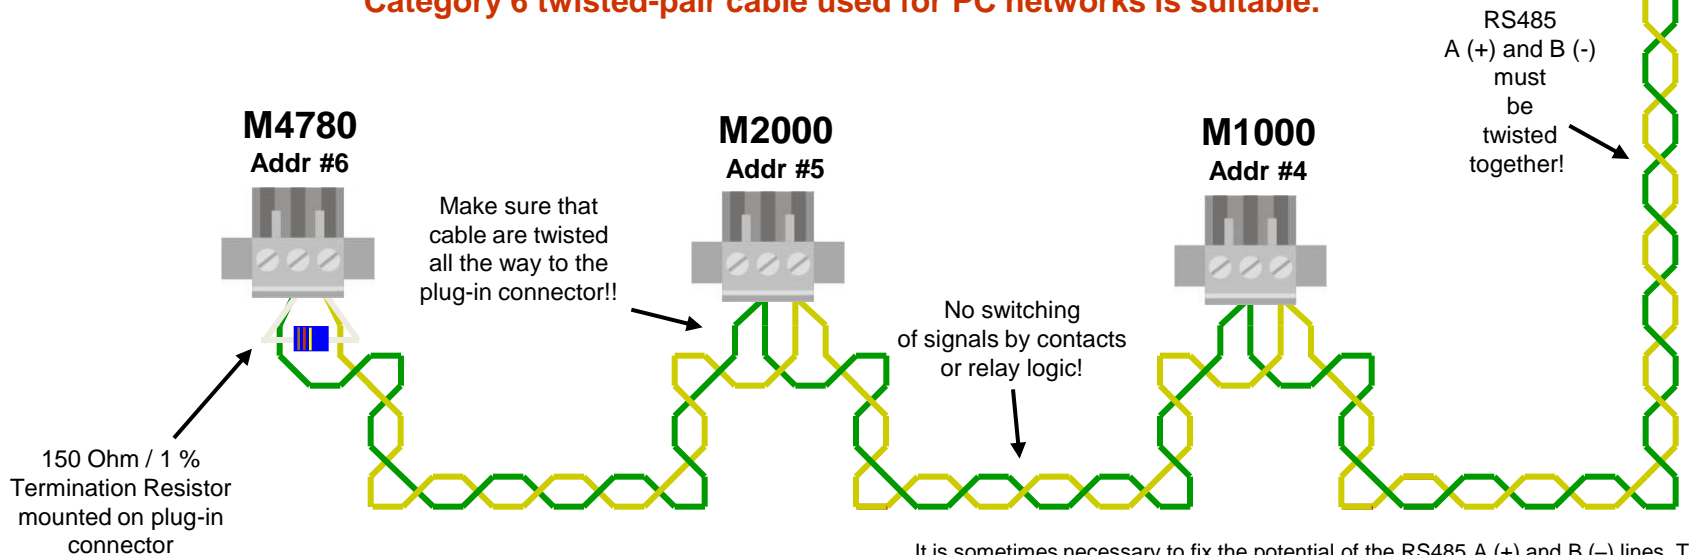 Category 6 twisted-pair cable used for PC networks is suitable.
RS485
A (+) and B (-)
must
be
twisted
together!
M4780
Addr #6
M2000
Addr #5
M1000
Addr #4
Make sure that
cable are twisted
all the way to the
plug-in connector!!
No switching
of signals by contacts
or relay logic!
150 Ohm / 1 %
Termination Resistor
mounted on plug-in
connector
It is sometimes necessary to fix the potential of the RS485 A (+) and B (–) lines. T